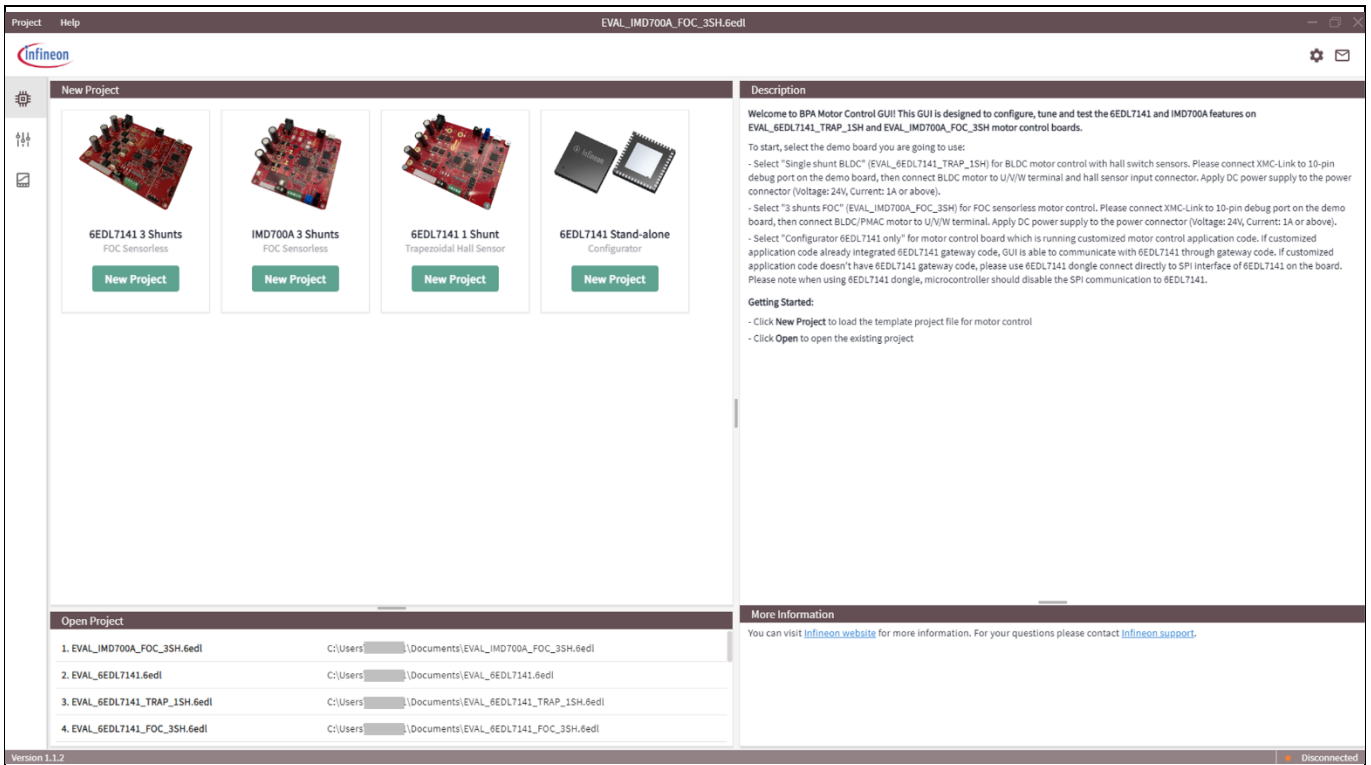 Project Help EVAL_IMD700A_FOC_3SH.6edl
infineon
New Project
6EDL7141 3 Shunts
FOC Sensorless
New Project
IMD700A 3 Shunts
FOC Sensorless
New Project
6EDL7141 1 Shunt
Trapezoidal Hall Sensor
New Project
infineon
6EDL7141 Stand-alone
Configurator
New Project
Description
Welcome to BPA Motor Control GUI! This GUI is designed to configure, tune and test the 6EDL7141 and IMD700A features on
EVAL_6EDL7141_TRAP_1SH and EVAL_IMD700A_FOC_3SH motor control boards.
To start, select the demo board you are going to use:
- Select "Single shunt BLDC" (EVAL_6EDL7141_TRAP_1SH) for BLDC motor control with hall switch sensors. Please connect XMC-Link to 10-pin
debug port on the demo board, then connect BLDC motor to U/V/W terminal and hall sensor input connector. Apply DC power supply to the power
connector (Voltage: 24V, Current: 1A or above).
- Select "3 shunts FOC" (EVAL_IMD700A_FOC_3SH) for FOC sensorless motor control. Please connect XMC-Link to 10-pin debug port on the demo
board, then connect BLDC/PMAC motor to U/V/W terminal. Apply DC power supply to the power connector (Voltage: 24V, Current: 1A or above).
- Select "Configurator 6EDL7141 only" for motor control board which is running customized motor control application code. If customized
application code already integrated 6EDL7141 gateway code, GUI is able to communicate with 6EDL7141 through gateway code. If customized
application code doesn't have 6EDL7141 gateway code, please use 6EDL7141 dongle connect directly to SPI interface of 6EDL7141 on the board.
Please note when using 6EDL7141 dongle, microcontroller should disable the SPI communication to 6EDL7141.
Getting Started:
- Click New Project to load the template project file for motor control
- Click Open to open the existing project
Open Project
1. EVAL_IMD700A_FOC_3SH.6edl C:\Users \Documents\EVAL_IMD700A_FOC_3SH.6edl
2. EVAL_6EDL7141.6edl C:\Users \Documents\EVAL_6EDL7141.6edl
3. EVAL_6EDL7141_TRAP_1SH.6edl C:\Users \Documents\EVAL_6EDL7141_TRAP_1SH.6edl
4. EVAL_6EDL7141_FOC_3SH.6edl C:\Users \Documents\EVAL_6EDL7141_FOC_3SH.6edl
More Information
You can visit Infineon website for more information. For your questions please contact Infineon support.
Version 1.1.2 Disconnected